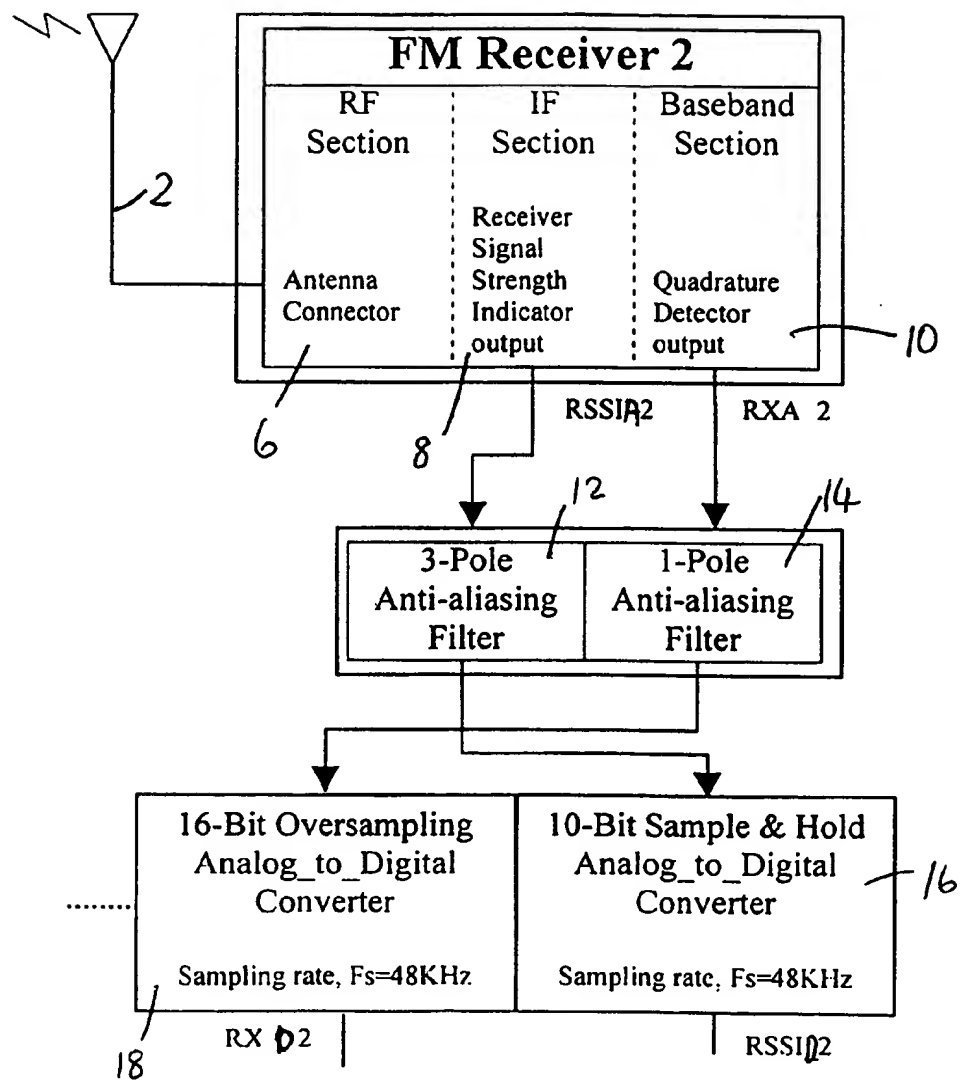 FM Receiver 2
RF
Section
IF
Section
Baseband
Section
2
Receiver
Signal
Strength
Indicator
output
Antenna
Connector
Quadrature
Detector
output
10
6
8
RSSIA2
RXA 2
12
14
3-Pole
Anti-aliasing
Filter
1-Pole
Anti-aliasing
Filter
16-Bit Oversampling
Analog_to_Digital
Converter
Sampling rate, Fs=48KHz
10-Bit Sample & Hold
Analog_to_Digital
Converter
Sampling rate, Fs=48KHz
16
18
RX D2
RSSID2